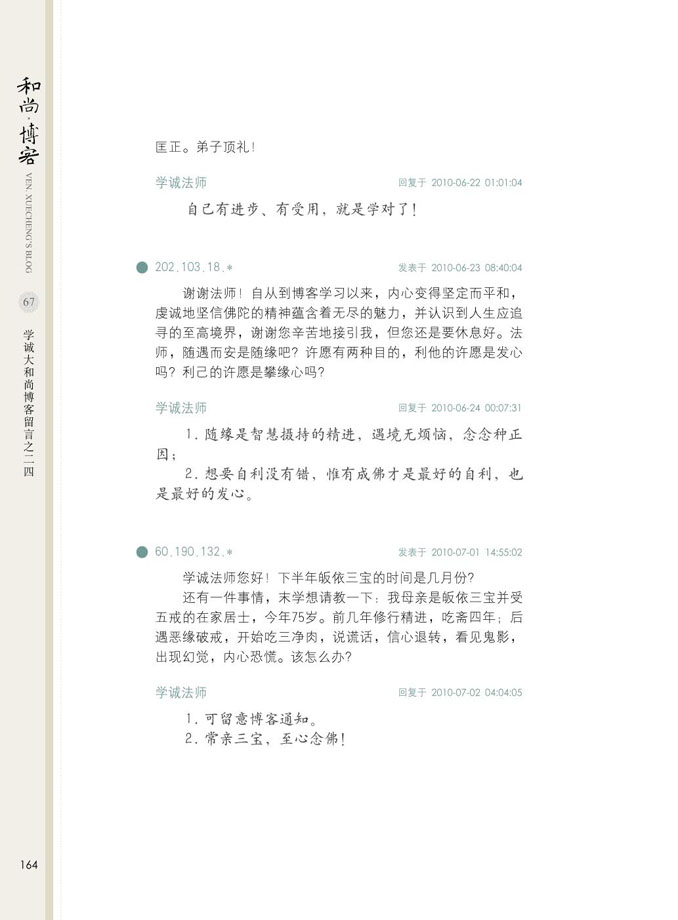 和尚·博客
VEN. XUECHENG'S BLOG
67
学诚大和尚博客留言之二四
匡正。弟子顶礼！
学诚法师 回复于 2010-06-22 01:01:04
自己有进步、有受用，就是学对了！
202.103.18.* 发表于 2010-06-23 08:40:04
谢谢法师！自从到博客学习以来，内心变得坚定而平和，
虔诚地坚信佛陀的精神蕴含着无尽的魅力，并认识到人生应追
寻的至高境界，谢谢您辛苦地接引我，但您还是要休息好。法
师，随遇而安是随缘吧？许愿有两种目的，利他的许愿是发心
吗？利己的许愿是攀缘心吗？
学诚法师 回复于 2010-06-24 00:07:31
1. 随缘是智慧摄持的精进，遇境无烦恼，念念种正
因；
2. 想要自利没有错，惟有成佛才是最好的自利，也
是最好的发心。
60.190.132.* 发表于 2010-07-01 14:55:02
学诚法师您好！下半年皈依三宝的时间是几月份？
还有一件事情，末学想请教一下：我母亲是皈依三宝并受
五戒的在家居士，今年75岁。前几年修行精进，吃斋四年；后
遇恶缘破戒，开始吃三净肉，说谎话，信心退转，看见鬼影，
出现幻觉，内心恐慌。该怎么办？
学诚法师 回复于 2010-07-02 04:04:05
1. 可留意博客通知。
2. 常亲三宝，至心念佛！
164